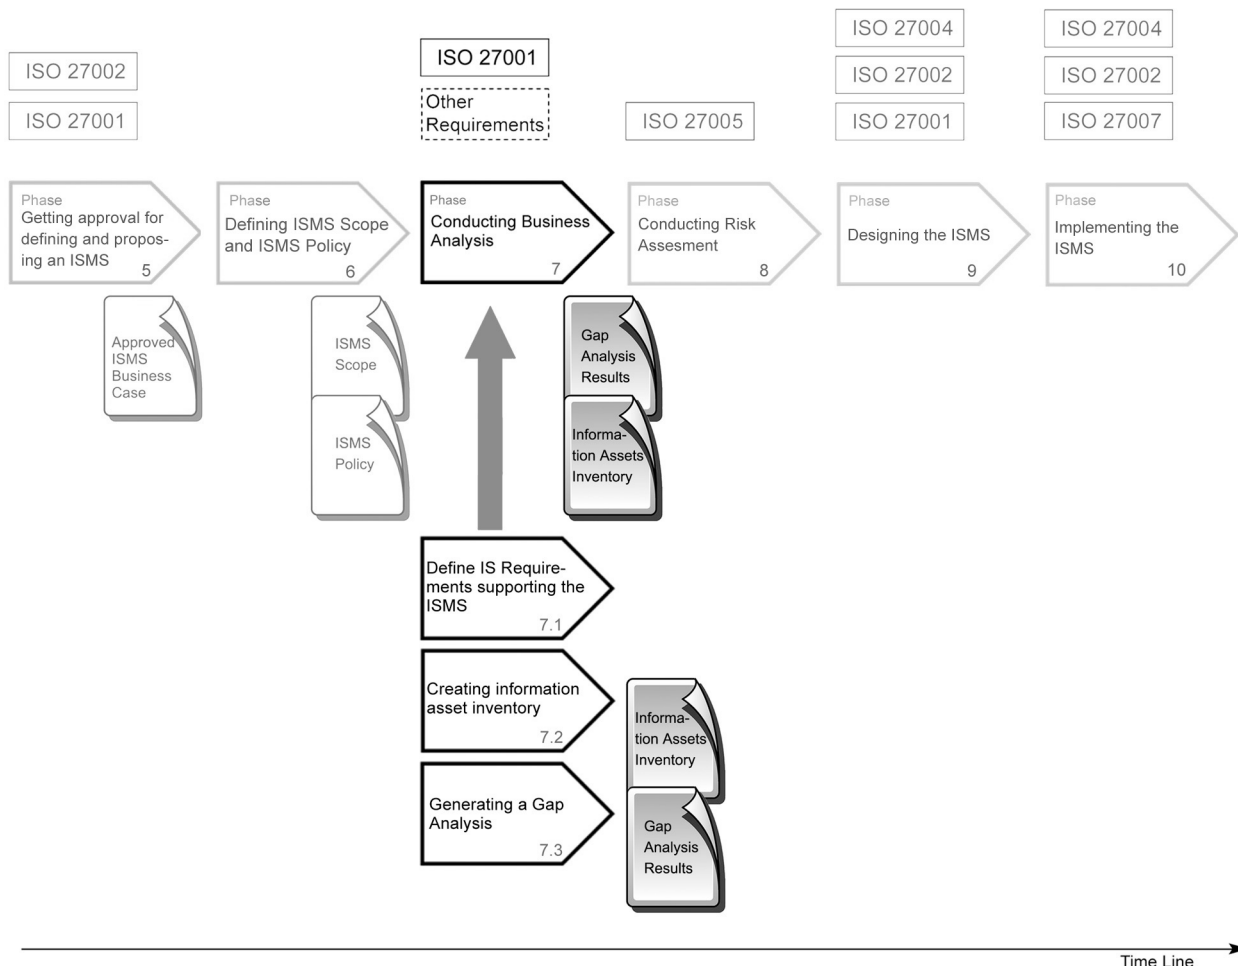 ISO 27002
ISO 27001
ISO 27001
Other
Requirements
ISO 27005
ISO 27004
ISO 27002
ISO 27001
ISO 27004
ISO 27002
ISO 27007
Phase
Getting approval for
defining and propos-
ing an ISMS
5
Phase
Defining ISMS Scope
and ISMS Policy
6
Phase
Conducting Business
Analysis
7
Phase
Conducting Risk
Assesment
8
Phase
Designing the ISMS
9
Phase
Implementing the
ISMS
10
Approved
ISMS
Business
Case
ISMS
Scope
ISMS
Policy
Gap
Analysis
Results
Informa-
tion Assets
Inventory
Define IS Require-
ments supporting the
ISMS
7.1
Creating information
asset inventory
7.2
Informa-
tion Assets
Inventory
Generating a Gap
Analysis
7.3
Gap
Analysis
Results
Time Line